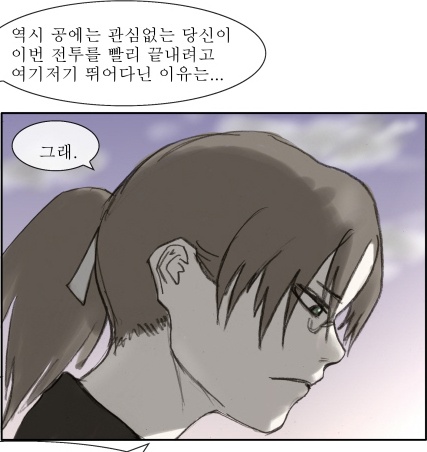 역시 공에는 관심없는 당신이
이번 전투를 빨리 끝내려고
여기저기 뛰어다닌 이유는...
그래.